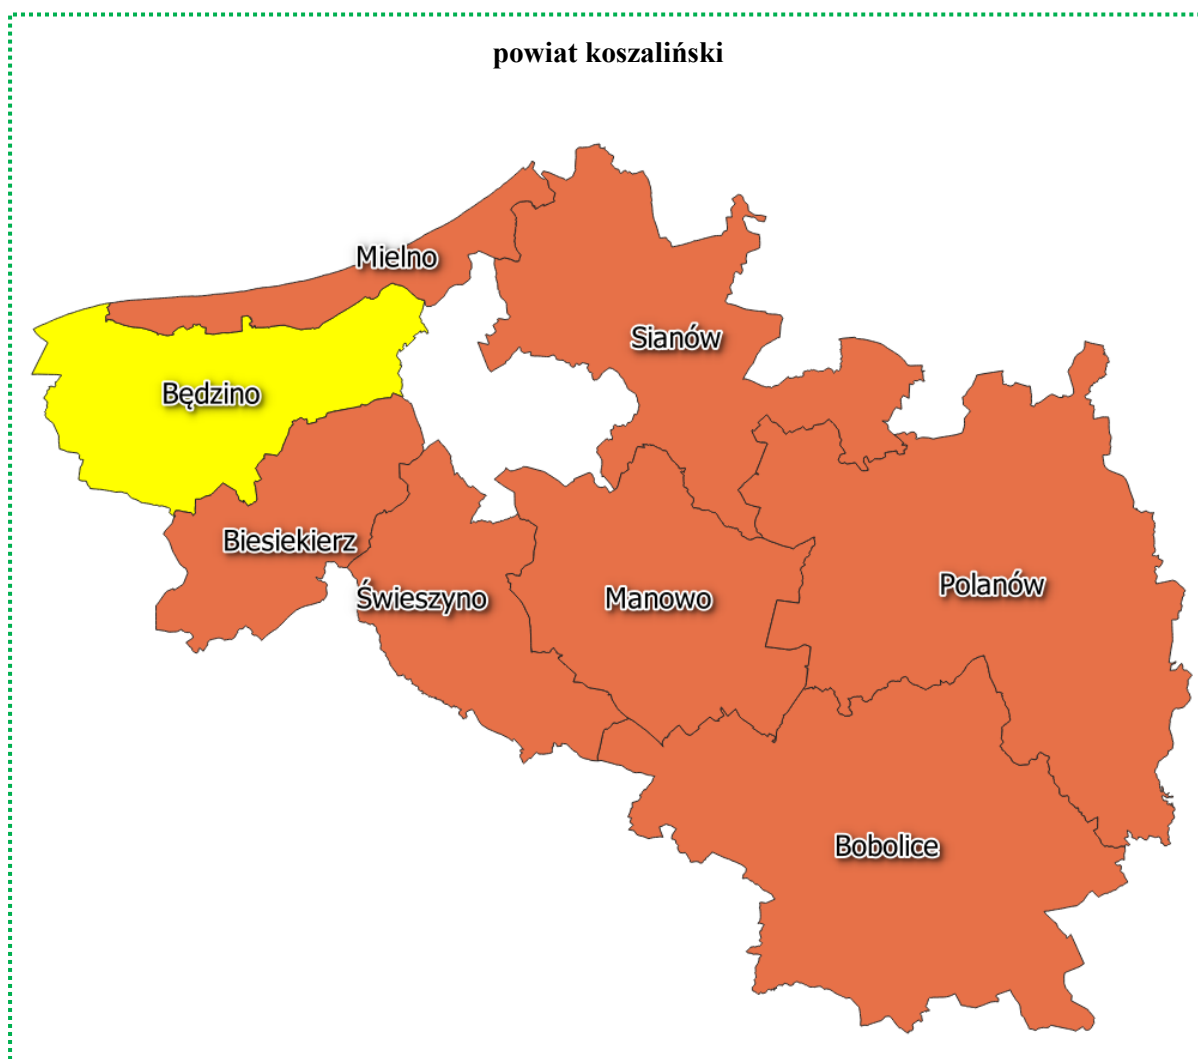 powiat koszaliński
Mielno
Sianów
Będzino
Biesiekierz
Świeszyno
Manowo
Polanów
Bobolice